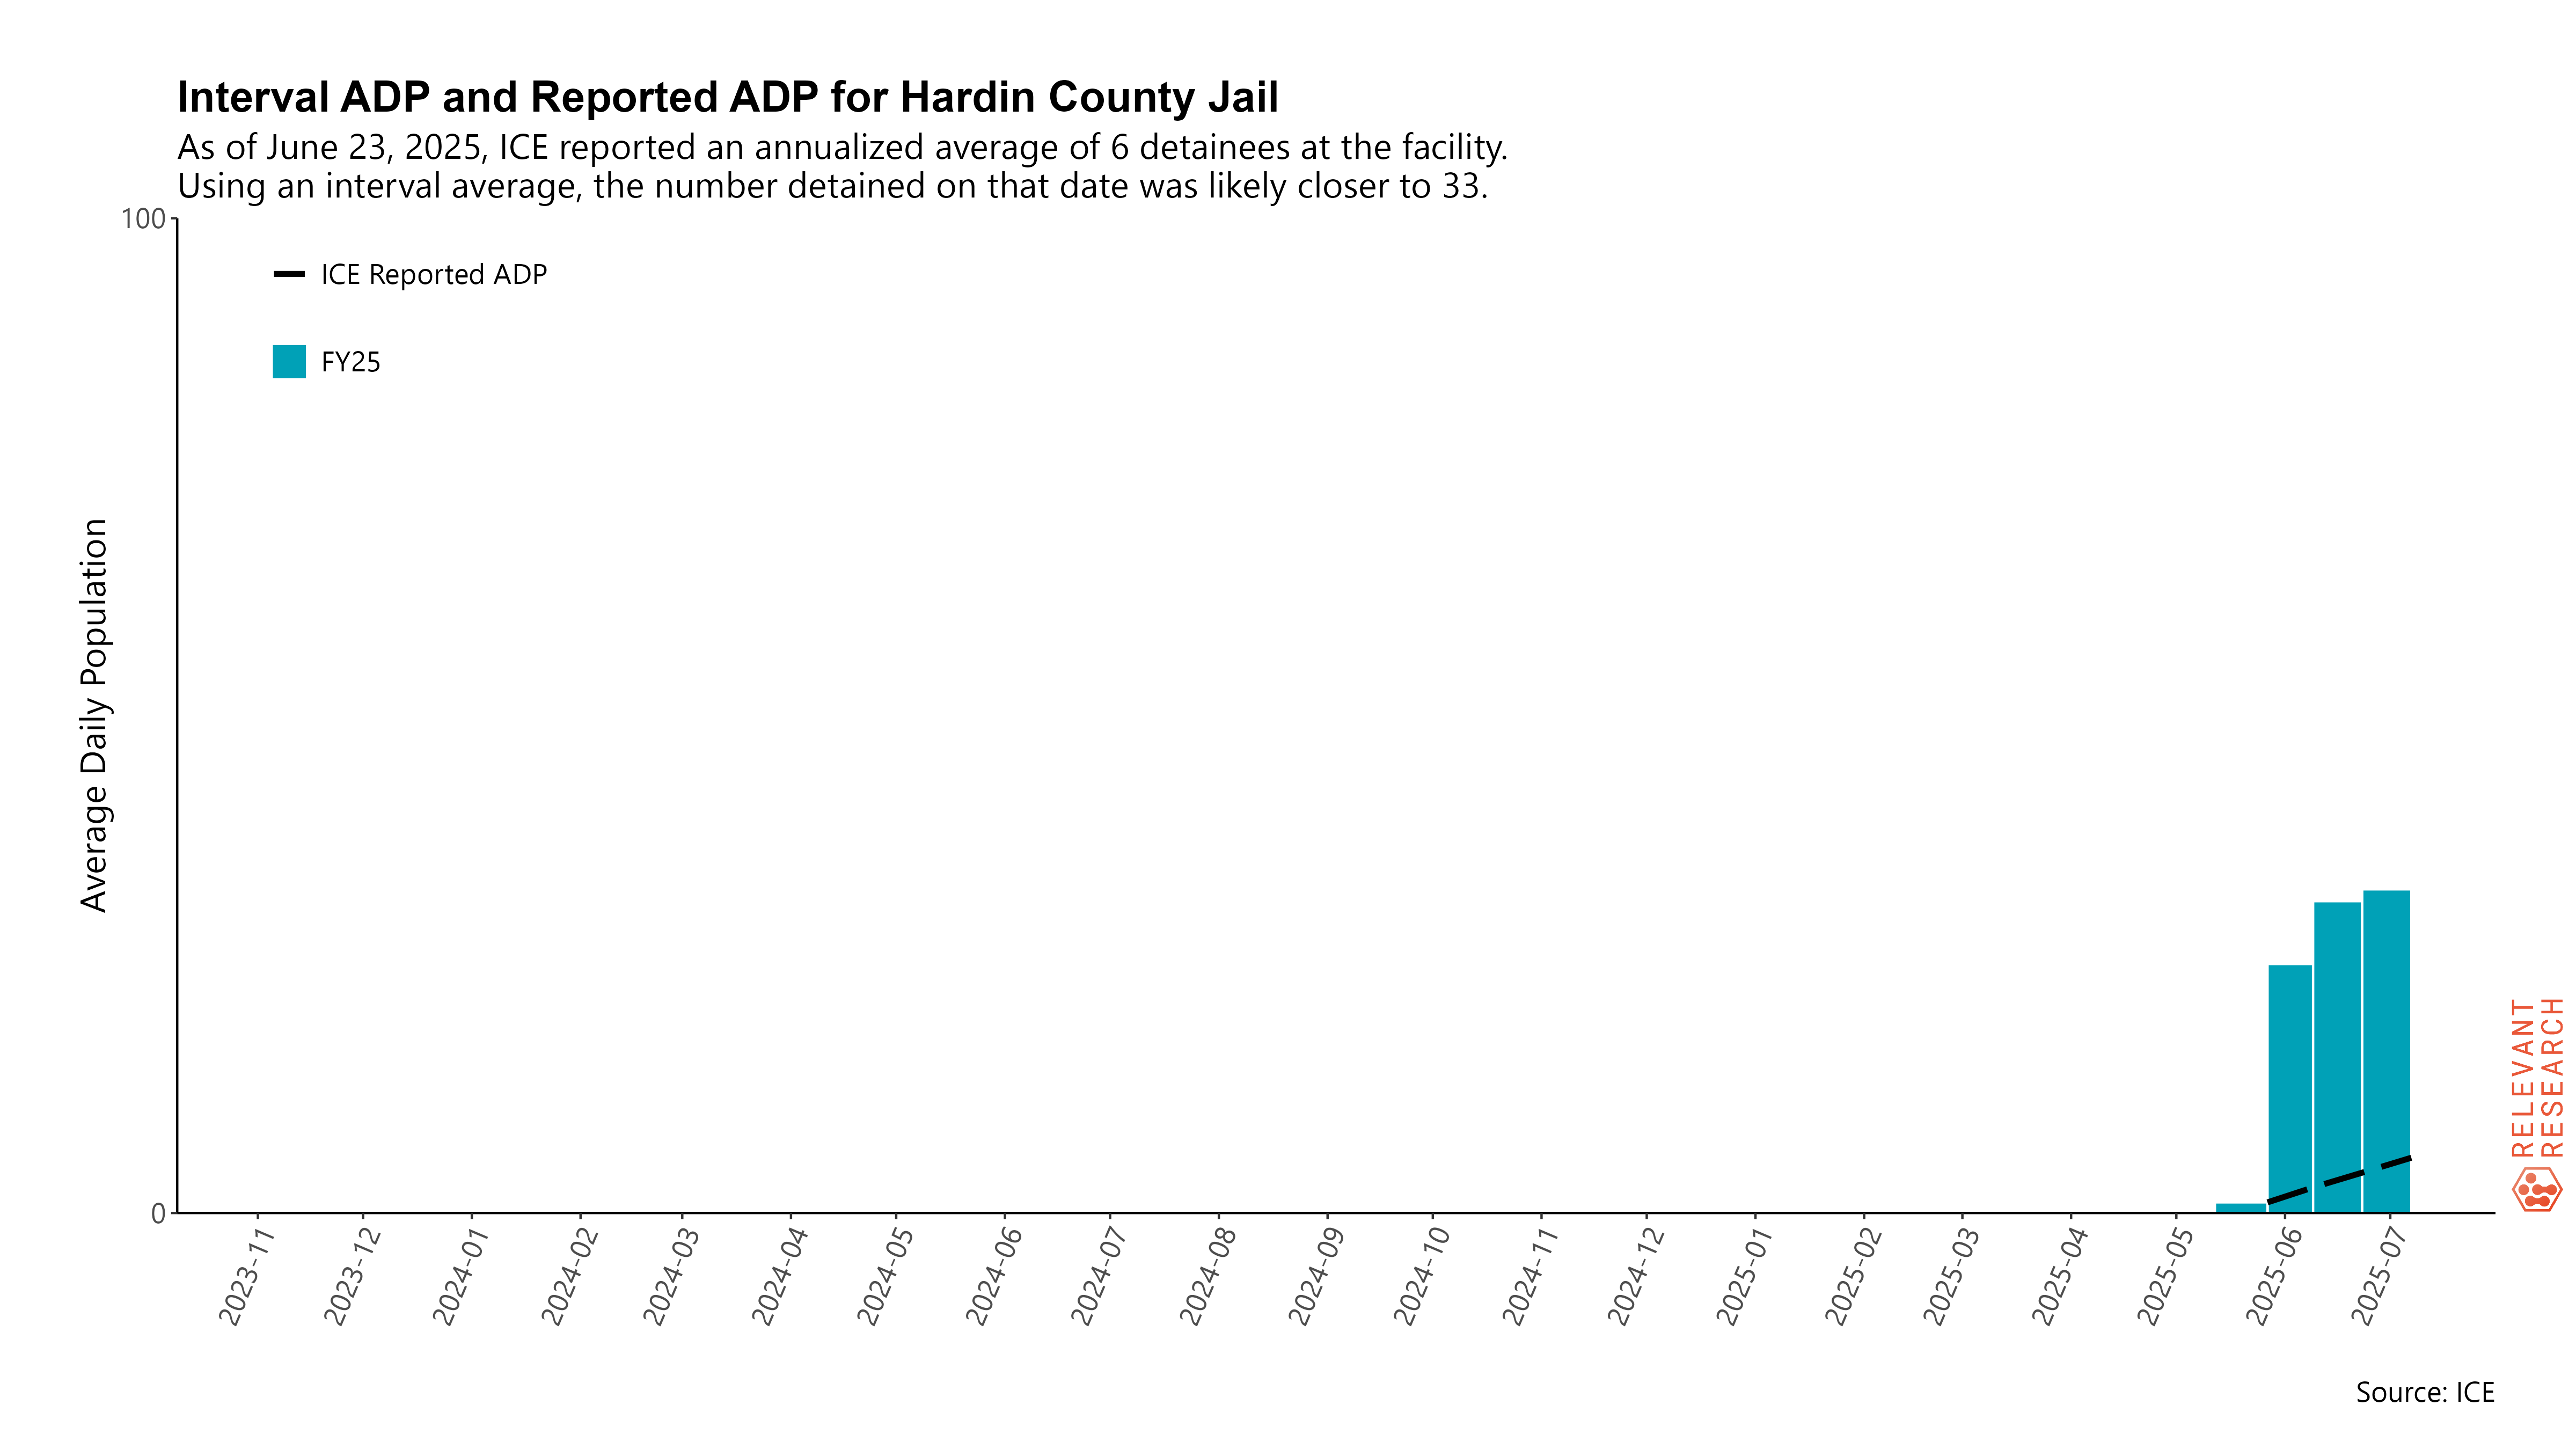 Interval ADP and Reported ADP for Hardin County Jail
As of June 23, 2025, ICE reported an annualized average of 6 detainees at the facility.
Using an interval average, the number detained on that date was likely closer to 33.
100
ICE Reported ADP
FY25
Average Daily Population
0
2023-11
2023-12
2024-01
2024-02
2024-03
2024-04
2024-05
2024-06
2024-07
2024-08
2024-09
2024-10
2024-11
2024-12
2025-01
2025-02
2025-03
2025-04
2025-05
2025-06
2025-07
RELEVANT
RESEARCH
Source: ICE